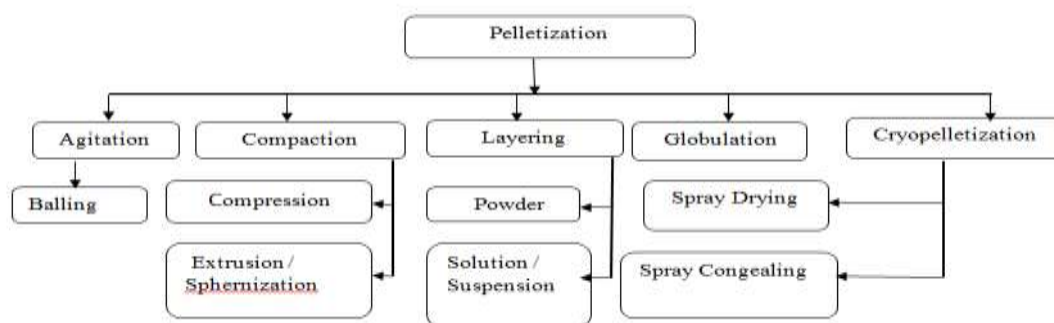 Pelletization
Agitation
Compaction
Layering
Globulation
Cryopelletization
Balling
Compression
Powder
Spray Drying
Extrusion /
Sphernization
Solution /
Suspension
Spray Congealing